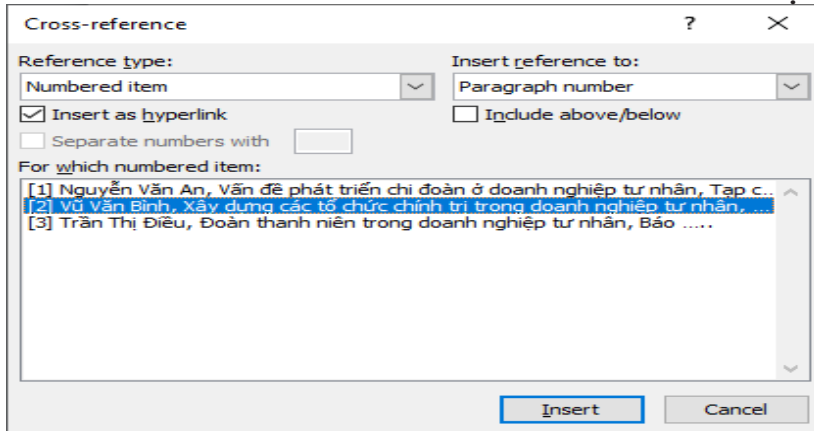 Cross-reference ? ✕
Reference type: Insert reference to:
Numbered item Paragraph number
Insert as hyperlink Include above/below
Separate numbers with
For which numbered item:
[1] Nguyễn Văn An, Vấn đề phát triển chi đoàn ở doanh nghiệp tư nhân, Tạp c..
[2] Vũ Văn Bình, Xây dựng các tổ chức chính trị trong doanh nghiệp tư nhân, ...
[3] Trần Thị Điều, Đoàn thanh niên trong doanh nghiệp tư nhân, Báo .....
Insert Cancel